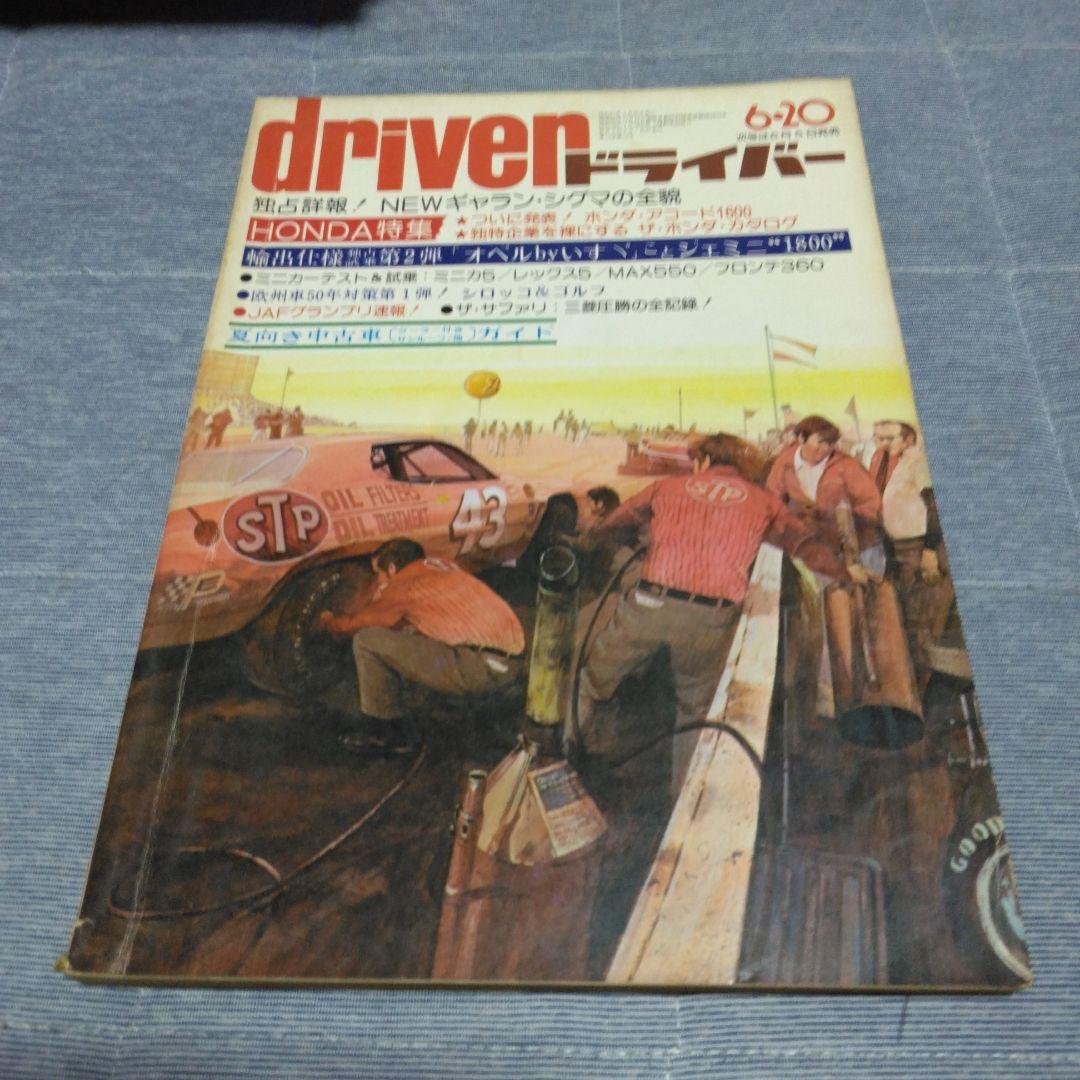 driver
ドライバー
6・20
独占詳報! NEWギャラン・シグマの全貌
HONDA特集
★ついに発表! ホンダ・アコード1600
★独特企業を裸にする ザ・ホンダ・カタログ
輸出仕様 第2弾「オペルbyいすゞ」ことジェミニ"1800"
●ミニカーテスト&試乗:ミニカ5/レックス5/MAX550/フロンテ360
●欧州車50年対策第1弾! シロッコ&ゴルフ
●JAFグランプリ速報! ●ザ・サファリ:三菱圧勝の全記録!
夏向き中古車 ガイド
STP
OIL FILTERS
OIL TREATMENT
43
STP
GOOD